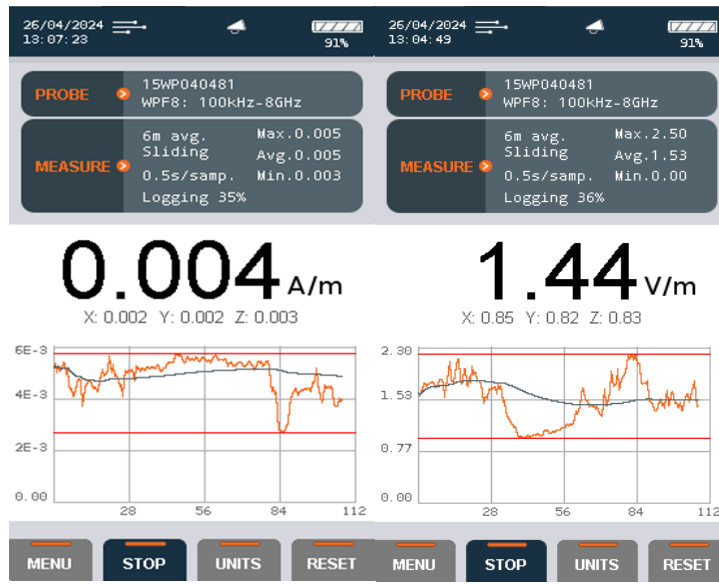 26/04/2024
13:07:23
91%
PROBE
15WP040481
WPF8: 100kHz-8GHz
MEASURE
6m avg. Max.0.005
Sliding Avg.0.005
0.5s/samp. Min.0.003
Logging 35%
0.004 A/m
X: 0.002 Y: 0.002 Z: 0.003
6E-3
4E-3
2E-3
0.00
28 56 84 112
MENU STOP UNITS RESET
26/04/2024
13:04:49
91%
PROBE
15WP040481
WPF8: 100kHz-8GHz
MEASURE
6m avg. Max.2.50
Sliding Avg.1.53
0.5s/samp. Min.0.00
Logging 36%
1.44 V/m
X: 0.85 Y: 0.82 Z: 0.83
2.30
1.53
0.77
0.00
28 56 84 112
MENU STOP UNITS RESET